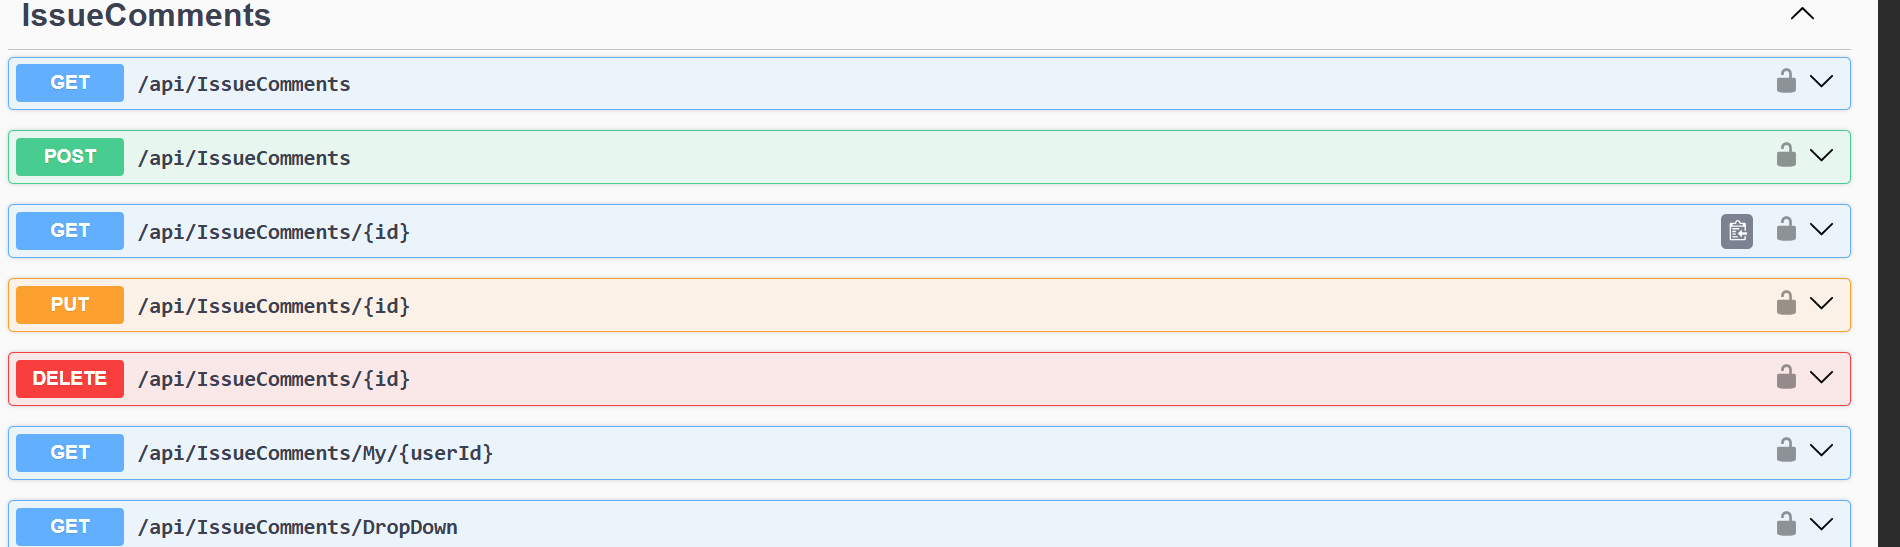 IssueComments
GET /api/IssueComments
POST /api/IssueComments
GET /api/IssueComments/{id}
PUT /api/IssueComments/{id}
DELETE /api/IssueComments/{id}
GET /api/IssueComments/My/{userId}
GET /api/IssueComments/DropDown